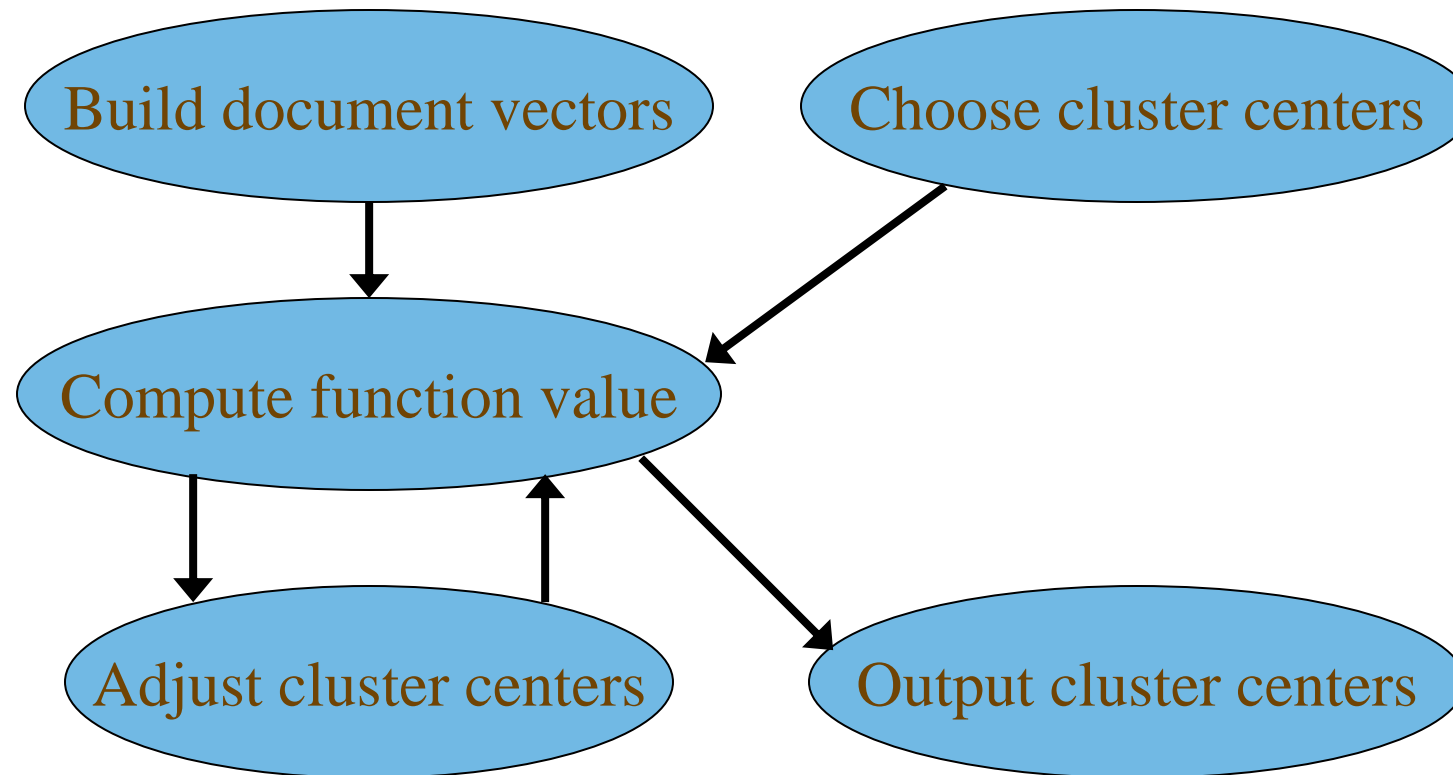 Build document vectors
Choose cluster centers
Compute function value
Adjust cluster centers
Output cluster centers